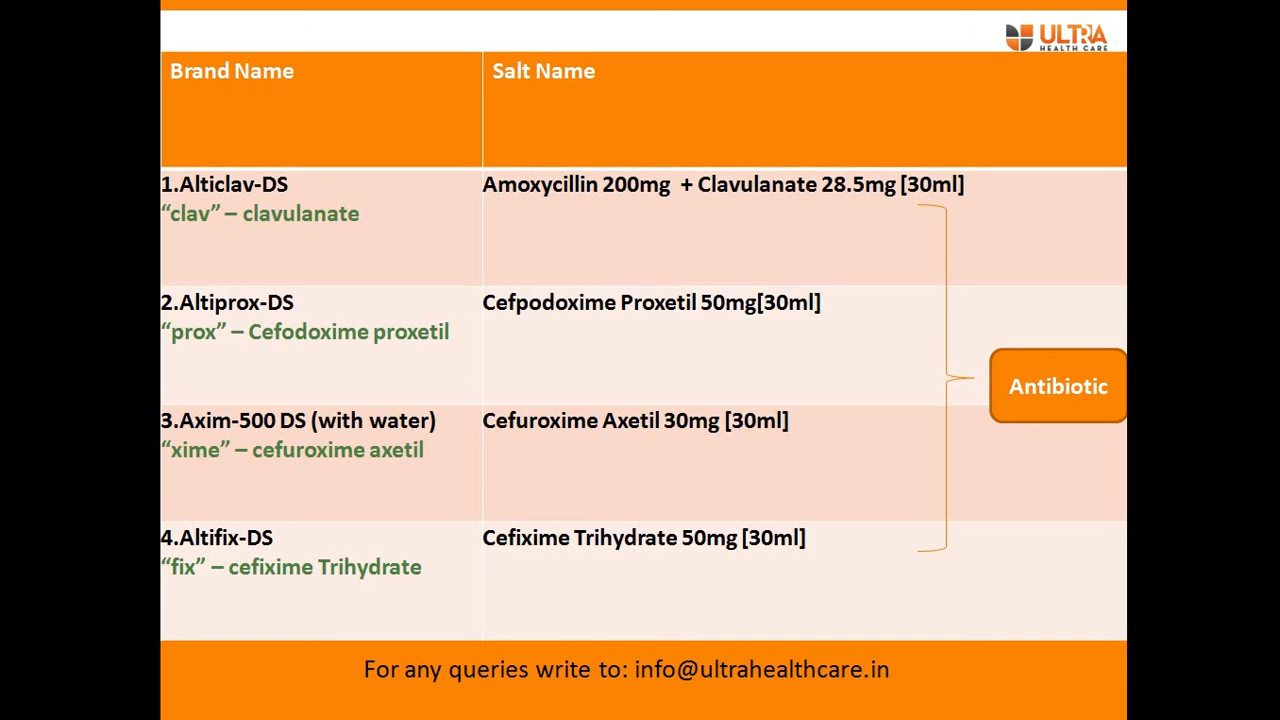 ULTRA
HEALTH CARE
Brand Name
Salt Name
1.Alticlav-DS
“clav” – clavulanate
Amoxycillin 200mg + Clavulanate 28.5mg [30ml]
2.Altiprox-DS
“prox” – Cefodoxime proxetil
Cefpodoxime Proxetil 50mg[30ml]
Antibiotic
3.Axim-500 DS (with water)
“xime” – cefuroxime axetil
Cefuroxime Axetil 30mg [30ml]
4.Altifix-DS
“fix” – cefixime Trihydrate
Cefixime Trihydrate 50mg [30ml]
For any queries write to: info@ultrahealthcare.in